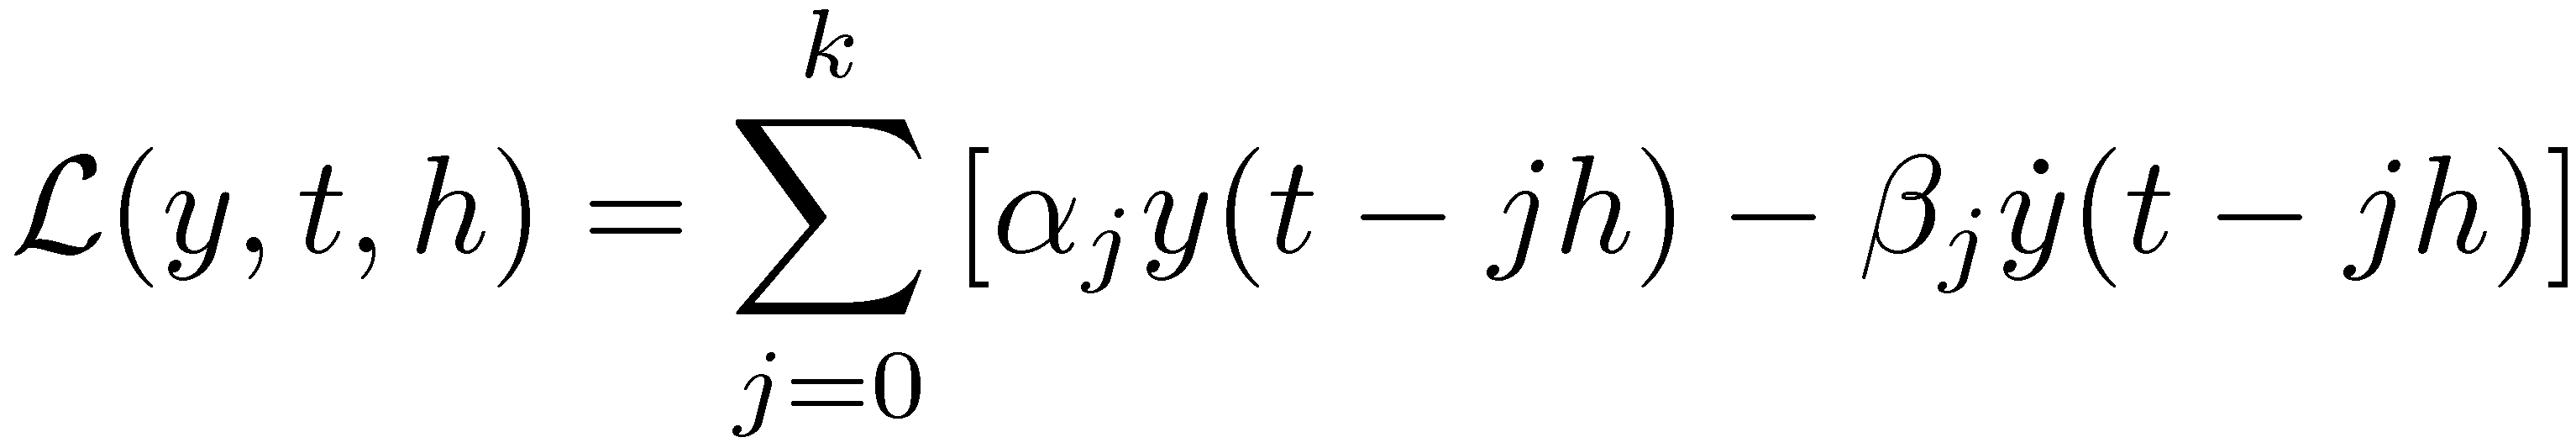 \mathcal{L}(y, t, h) = \sum_{j=0}^{k} [\alpha_j y(t - jh) - \beta_j \dot{y}(t - jh)]